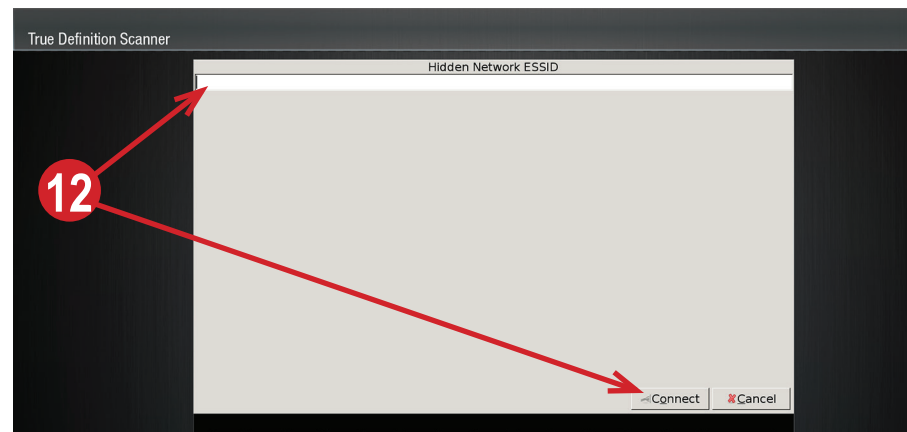 True Definition Scanner
Hidden Network ESSID
12
Connect Cancel